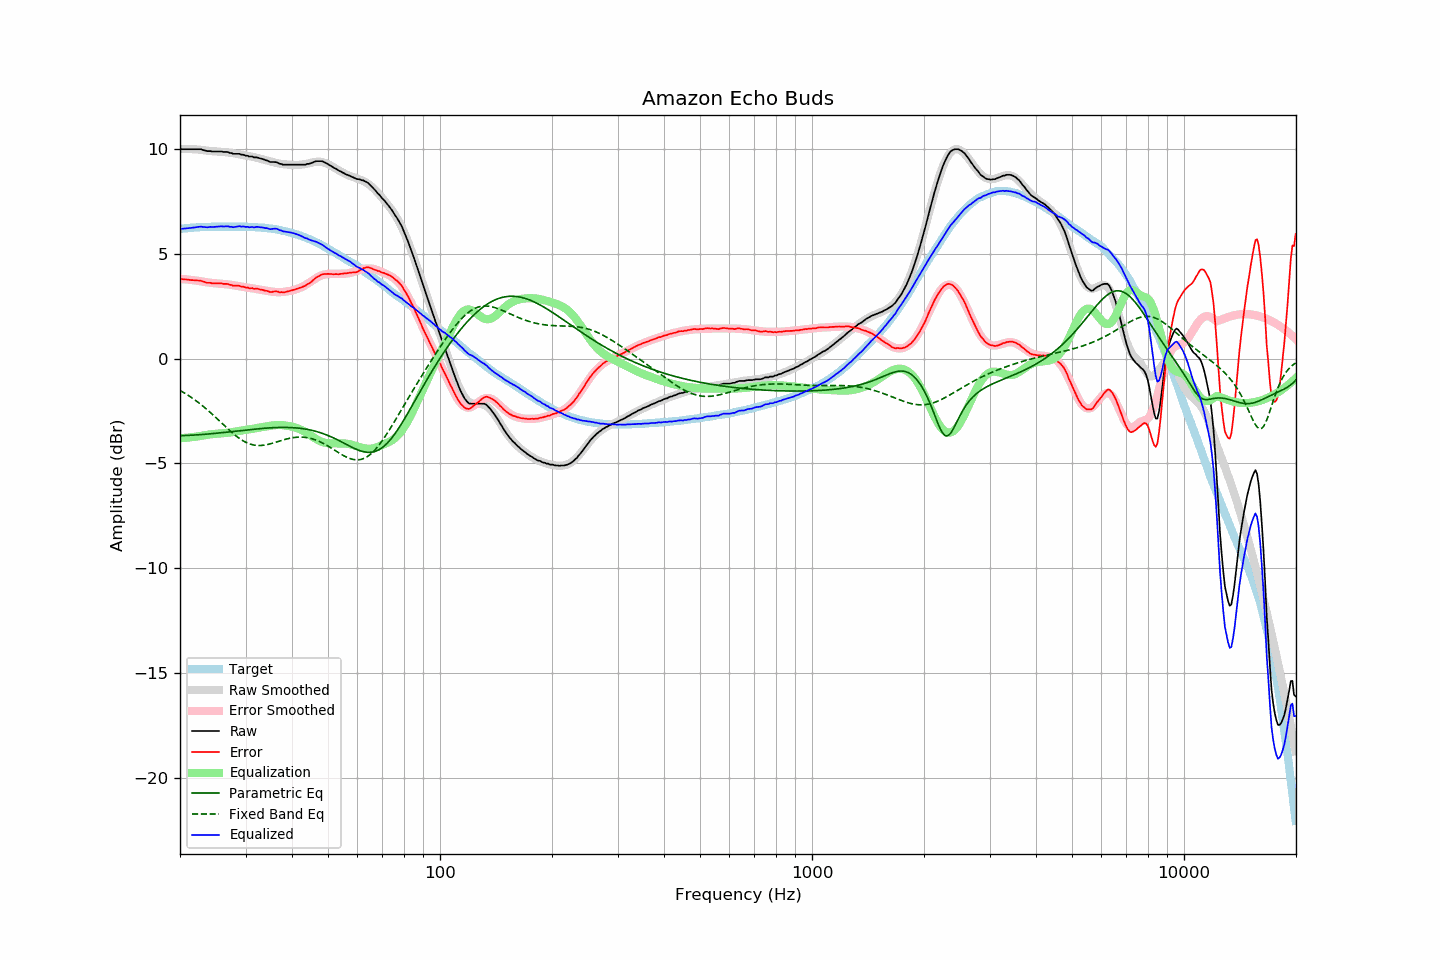 Amazon Echo Buds
Amplitude (dBr)
10
5
0
−5
−10
−15
−20
Target
Raw Smoothed
Error Smoothed
Raw
Error
Equalization
Parametric Eq
Fixed Band Eq
Equalized
100
1000
10000
Frequency (Hz)